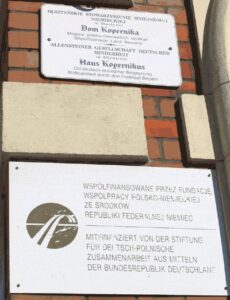 OLSZTYŃSKIE STOWARZYSZENIE MNIEJSZOŚCI
NIEMIECKIEJ
Dom Kopernika
ALLENSTEINER GESELLSCHAFT DEUTSCHER
MINDERHEIT
Haus Kopernikus
WSPÓŁFINANSOWANE PRZEZ FUNDACJĘ
WSPÓŁPRACY POLSKO-NIEMIECKIEJ
ZE ŚRODKÓW
REPUBLIKI FEDERALNEJ NIEMIEC
MITFINANZIERT VON DER STIFTUNG
FÜR DEUTSCH-POLNISCHE
ZUSAMMENARBEIT AUS MITTELN
DER BUNDESREPUBLIK DEUTSCHLAND